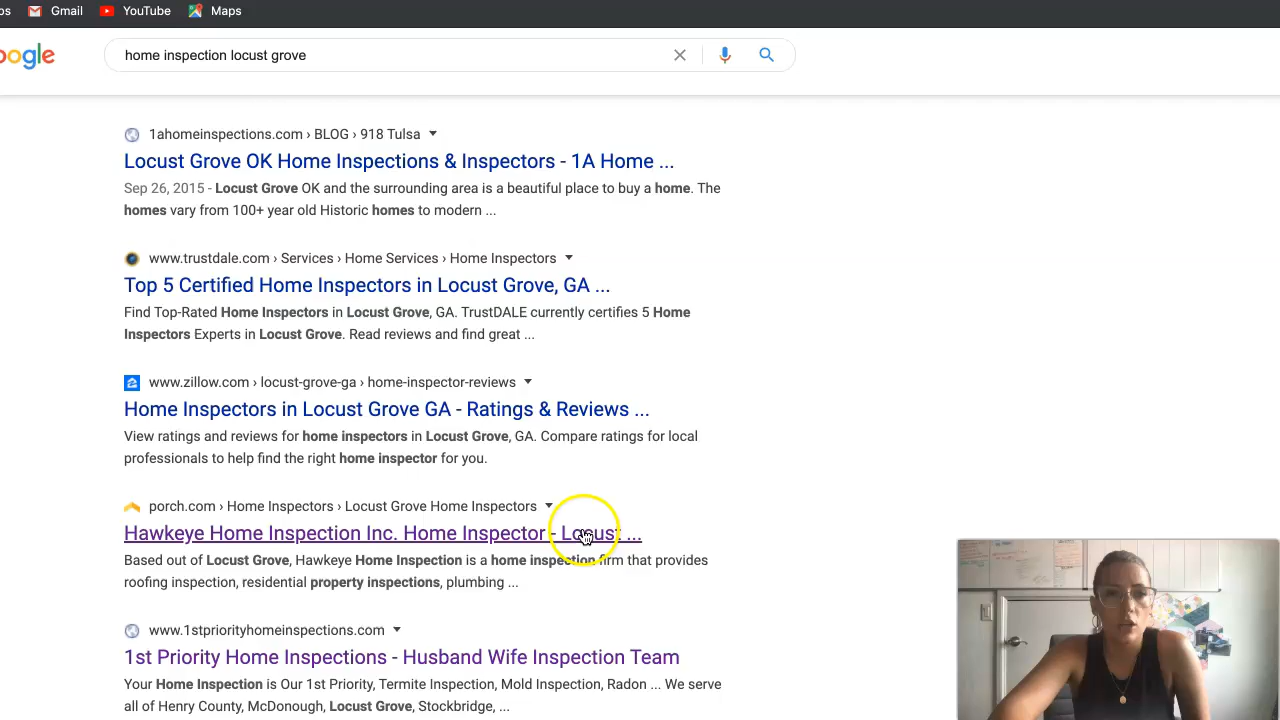 ps Gmail YouTube Maps
oogle home inspection locust grove
1ahomeinspections.com › BLOG › 918 Tulsa
Locust Grove OK Home Inspections & Inspectors - 1A Home ...
Sep 26, 2015 - Locust Grove OK and the surrounding area is a beautiful place to buy a home. The
homes vary from 100+ year old Historic homes to modern ...
www.trustdale.com › Services › Home Services › Home Inspectors
Top 5 Certified Home Inspectors in Locust Grove, GA ...
Find Top-Rated Home Inspectors in Locust Grove, GA. TrustDALE currently certifies 5 Home
Inspectors Experts in Locust Grove. Read reviews and find great ...
www.zillow.com › locust-grove-ga › home-inspector-reviews
Home Inspectors in Locust Grove GA - Ratings & Reviews ...
View ratings and reviews for home inspectors in Locust Grove, GA. Compare ratings for local
professionals to help find the right home inspector for you.
porch.com › Home Inspectors › Locust Grove Home Inspectors
Hawkeye Home Inspection Inc. Home Inspector - Locust ...
Based out of Locust Grove, Hawkeye Home Inspection is a home inspection firm that provides
roofing inspection, residential property inspections, plumbing ...
www.1stpriorityhomeinspections.com
1st Priority Home Inspections - Husband Wife Inspection Team
Your Home Inspection is Our 1st Priority, Termite Inspection, Mold Inspection, Radon ... We serve
all of Henry County, McDonough, Locust Grove, Stockbridge, ...